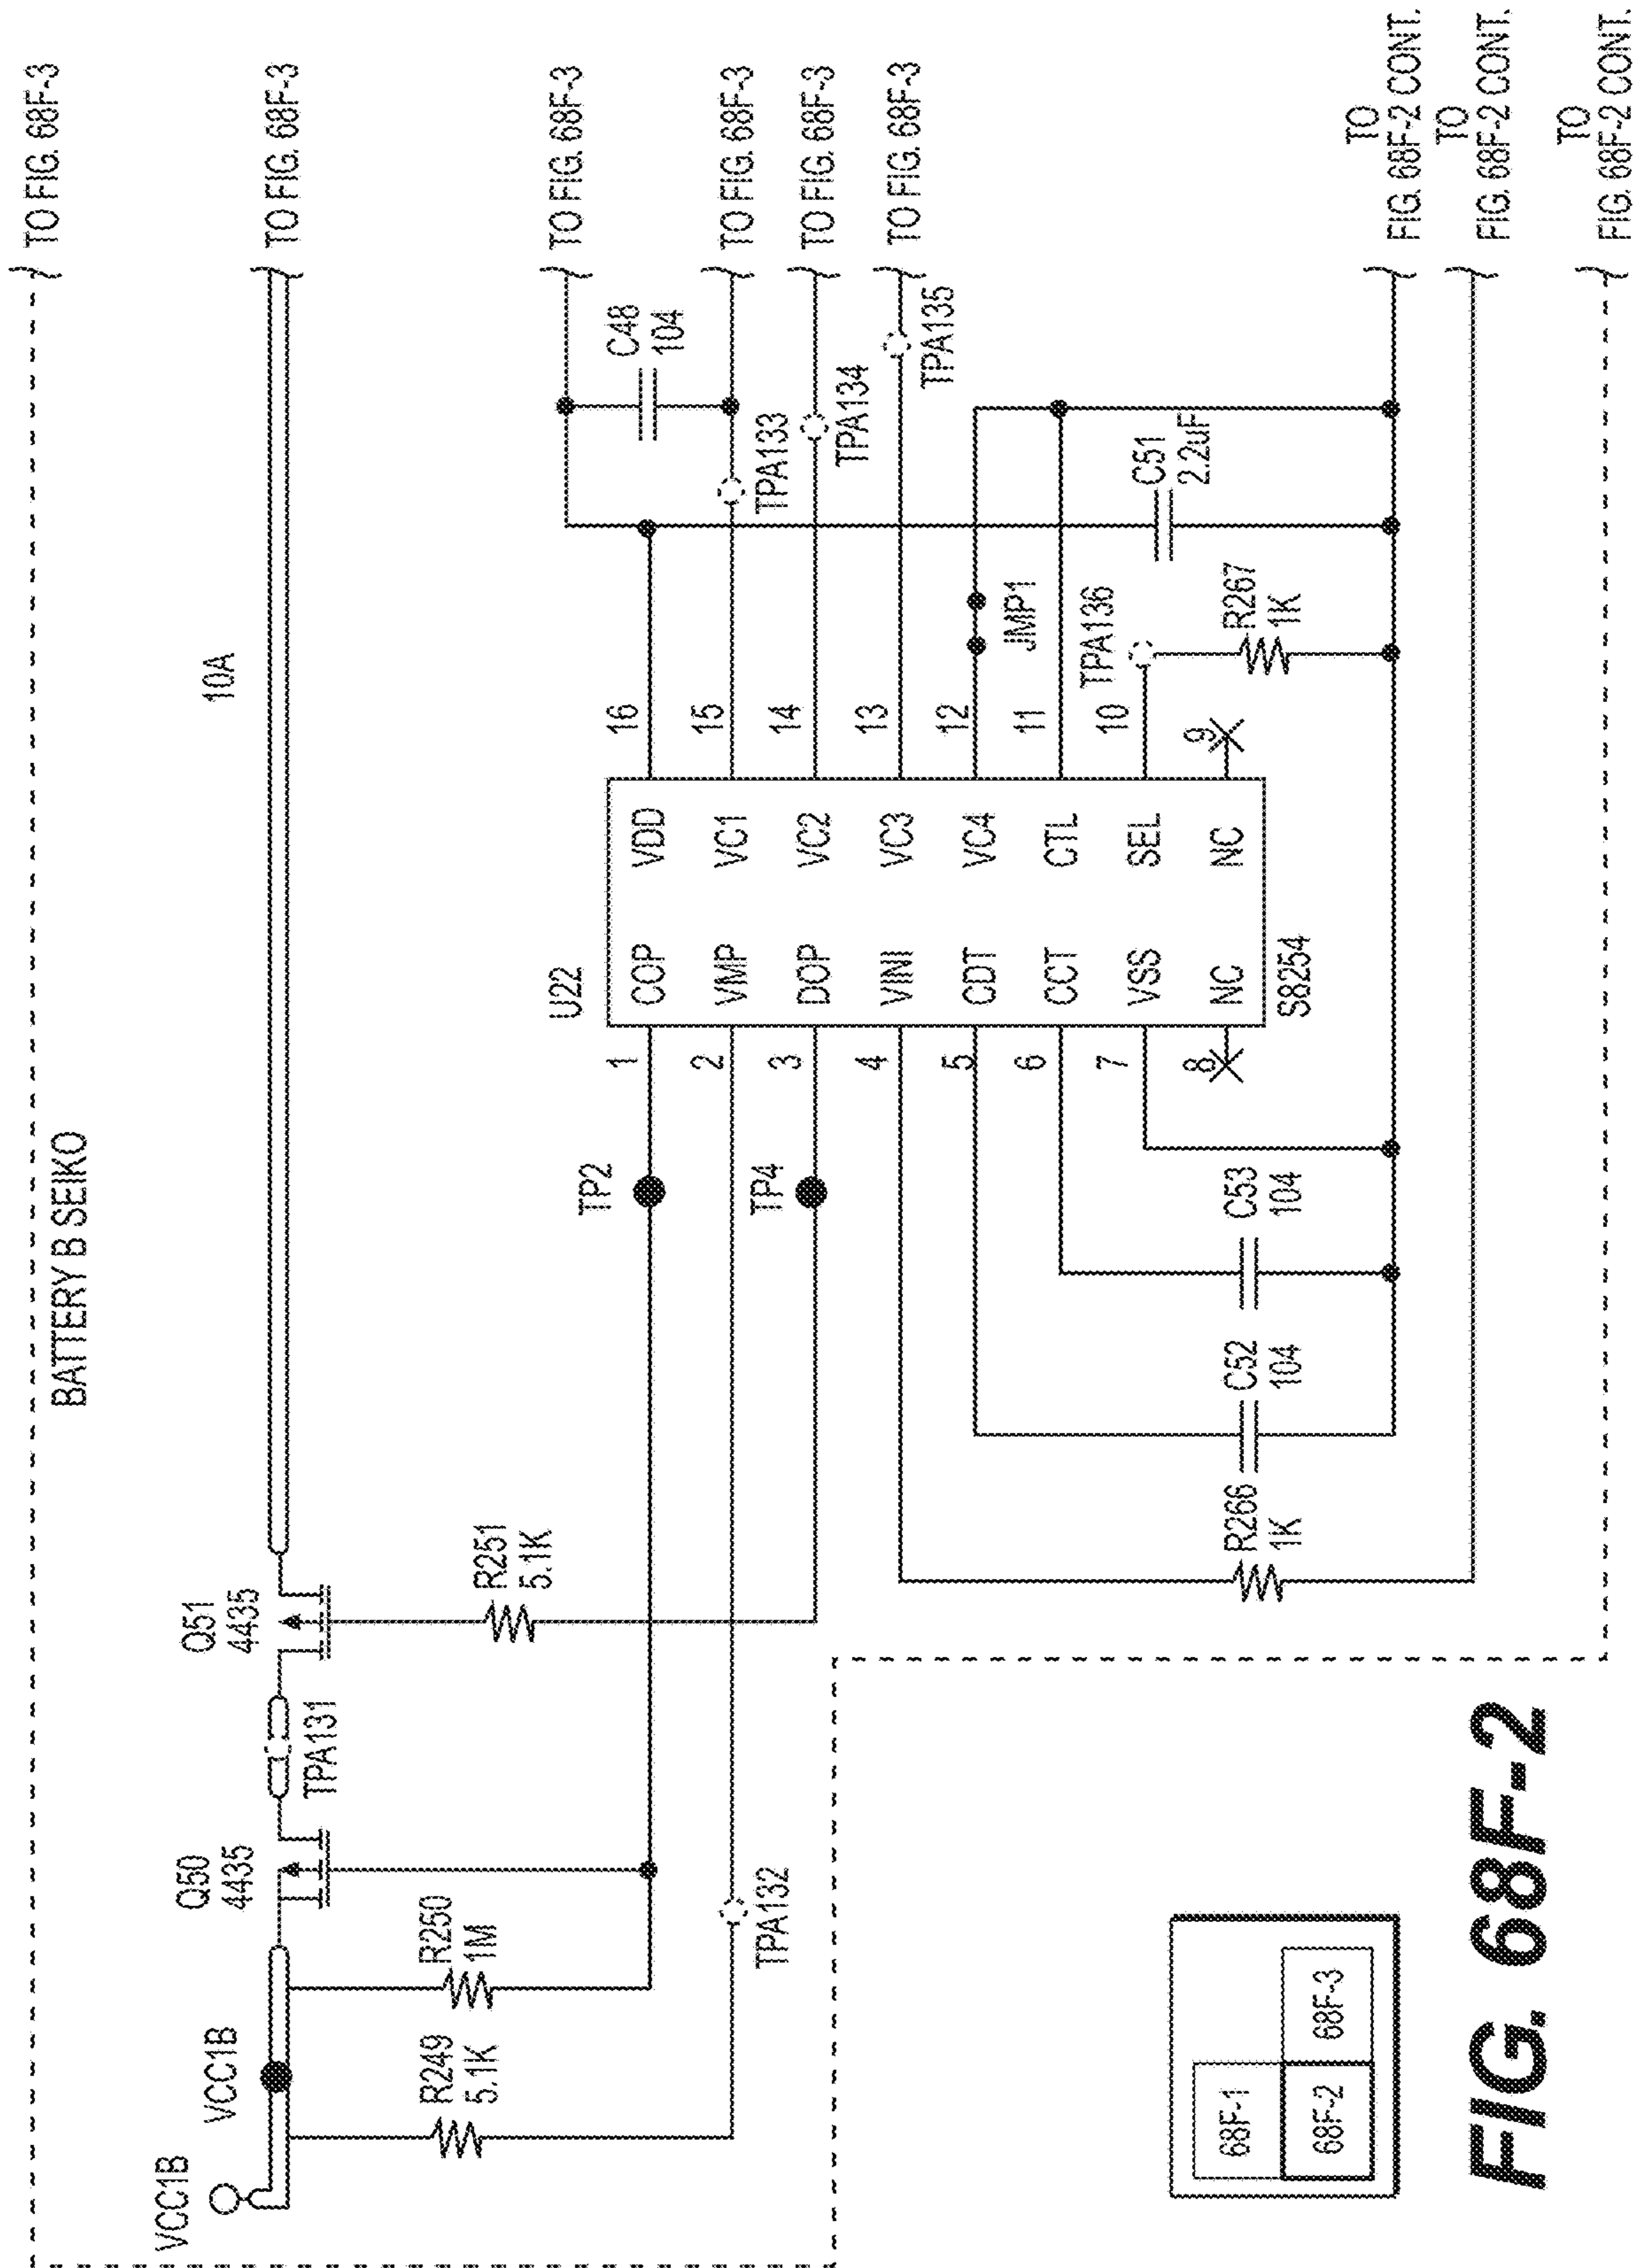 BATTERY B SEIKO
TO FIG. 68F-3
VCC1B
VCC1B
Q50
4435
TPA131
Q51
4435
10A
TO FIG. 68F-3
R249
5.1K
R250
1M
R251
5.1K
TPA132
TP2
TP4
U22
1
2
3
4
5
6
7
8
COP
VMP
DOP
VINI
CDT
CCT
VSS
NC
VDD
VC1
VC2
VC3
VC4
CTL
SEL
NC
S8254
16
15
14
13
12
11
10
9
C48
104
TO FIG. 68F-3
TPA133
TO FIG. 68F-3
TPA134
TO FIG. 68F-3
TPA135
TO FIG. 68F-3
JMP1
TPA136
C51
2.2uF
R267
1K
R266
1K
C52
104
C53
104
TO
FIG. 68F-2 CONT.
TO
FIG. 68F-2 CONT.
TO
FIG. 68F-2 CONT.
68F-1
68F-2
68F-3
FIG. 68F-2